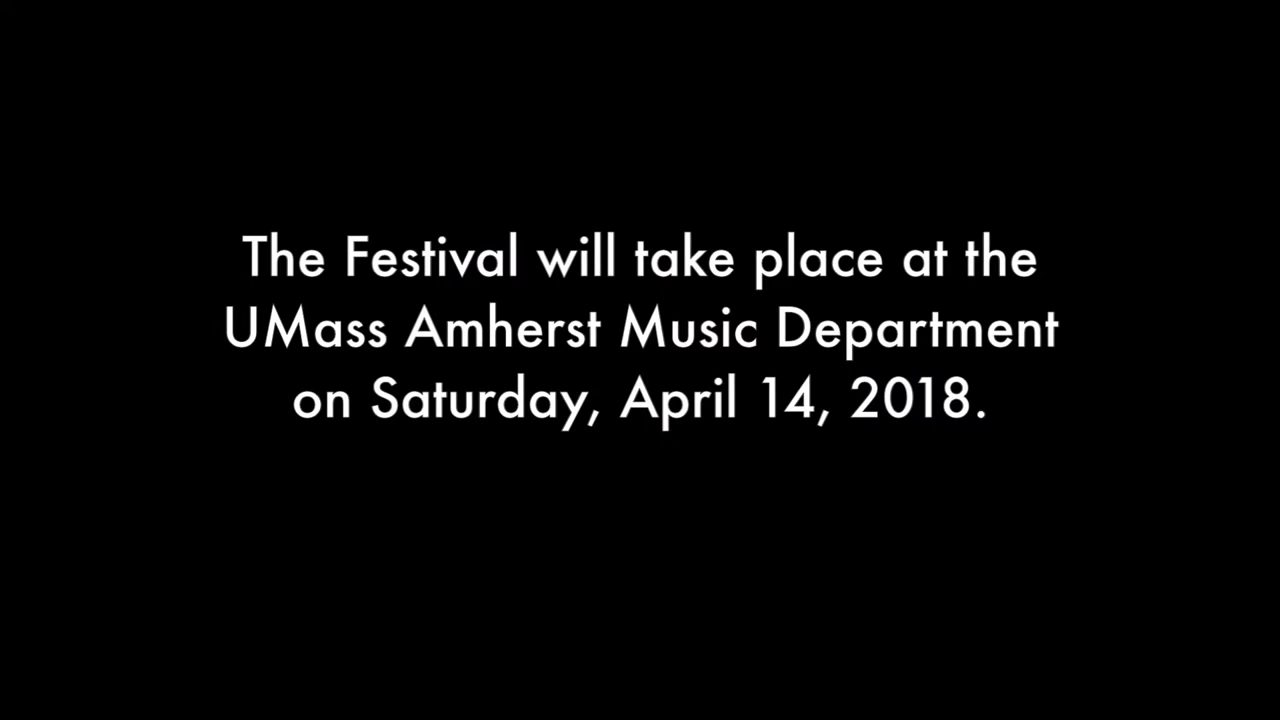 The Festival will take place at the
UMass Amherst Music Department
on Saturday, April 14, 2018.